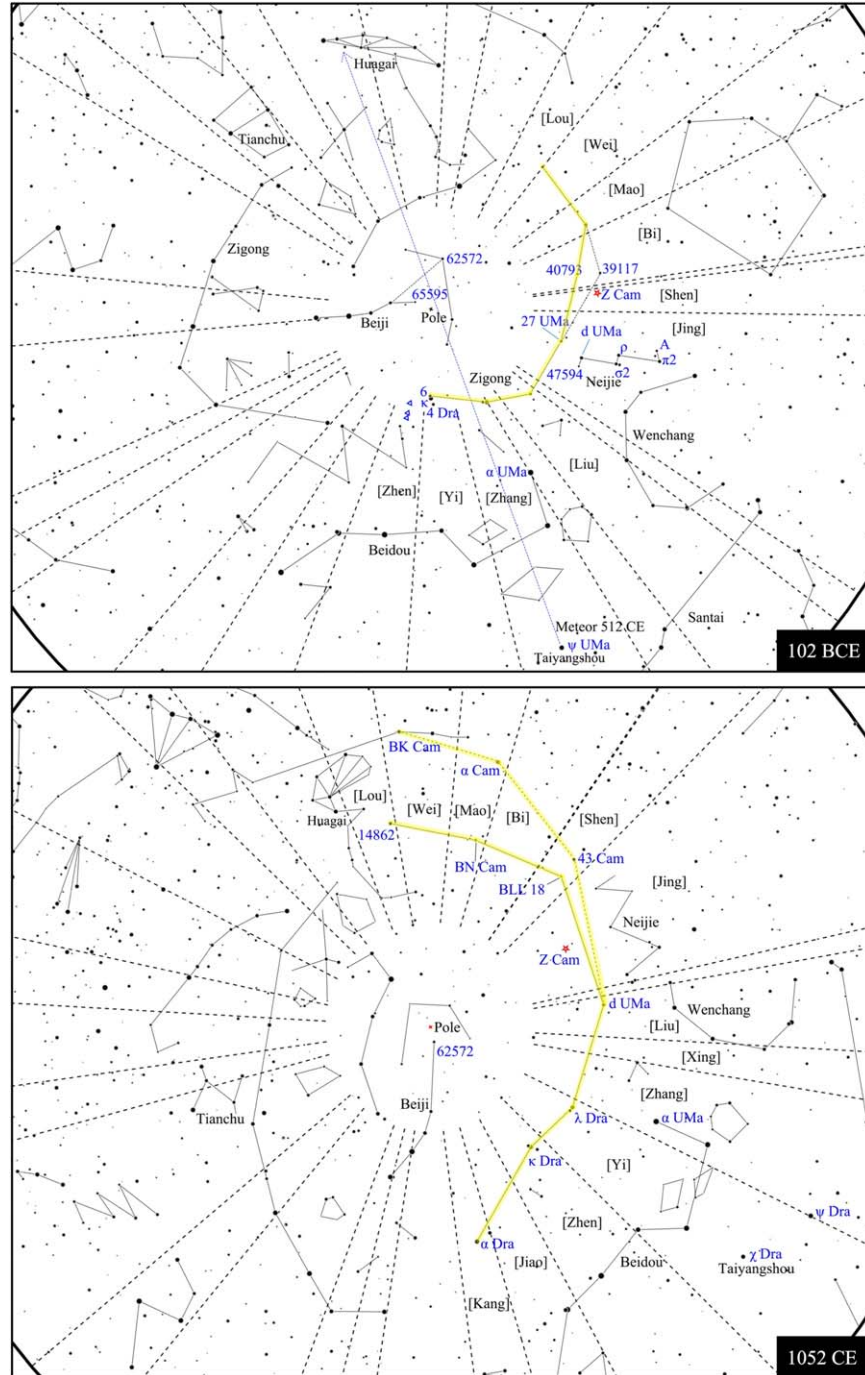 Huagai
Tianchu
[Lou]
[Wei]
[Mao]
[Bi]
Zigong
62572
40793
39117
Z Cam
[Shen]
65595
Pole
Beiji
27 UMa
d UMa
[Jing]
ρ
A
π2
σ2
47594
Neijie
Zigong
6
κ
4 Dra
Wenchang
α UMa
[Liu]
[Zhen]
[Yi]
[Zhang]
Beidou
Santai
Meteor 512 CE
ψ UMa
Taiyangshou
102 BCE
BK Cam
α Cam
[Lou]
[Wei]
[Mao]
[Bi]
[Shen]
Huagai
14862
BN Cam
43 Cam
BLL 18
[Jing]
Neijie
Z Cam
d UMa
Wenchang
Pole
[Liu]
62572
[Xing]
Beiji
[Zhang]
Tianchu
λ Dra
α UMa
κ Dra
[Yi]
ψ Dra
[Zhen]
α Dra
[Jiao]
Beidou
χ Dra
Taiyangshou
[Kang]
1052 CE